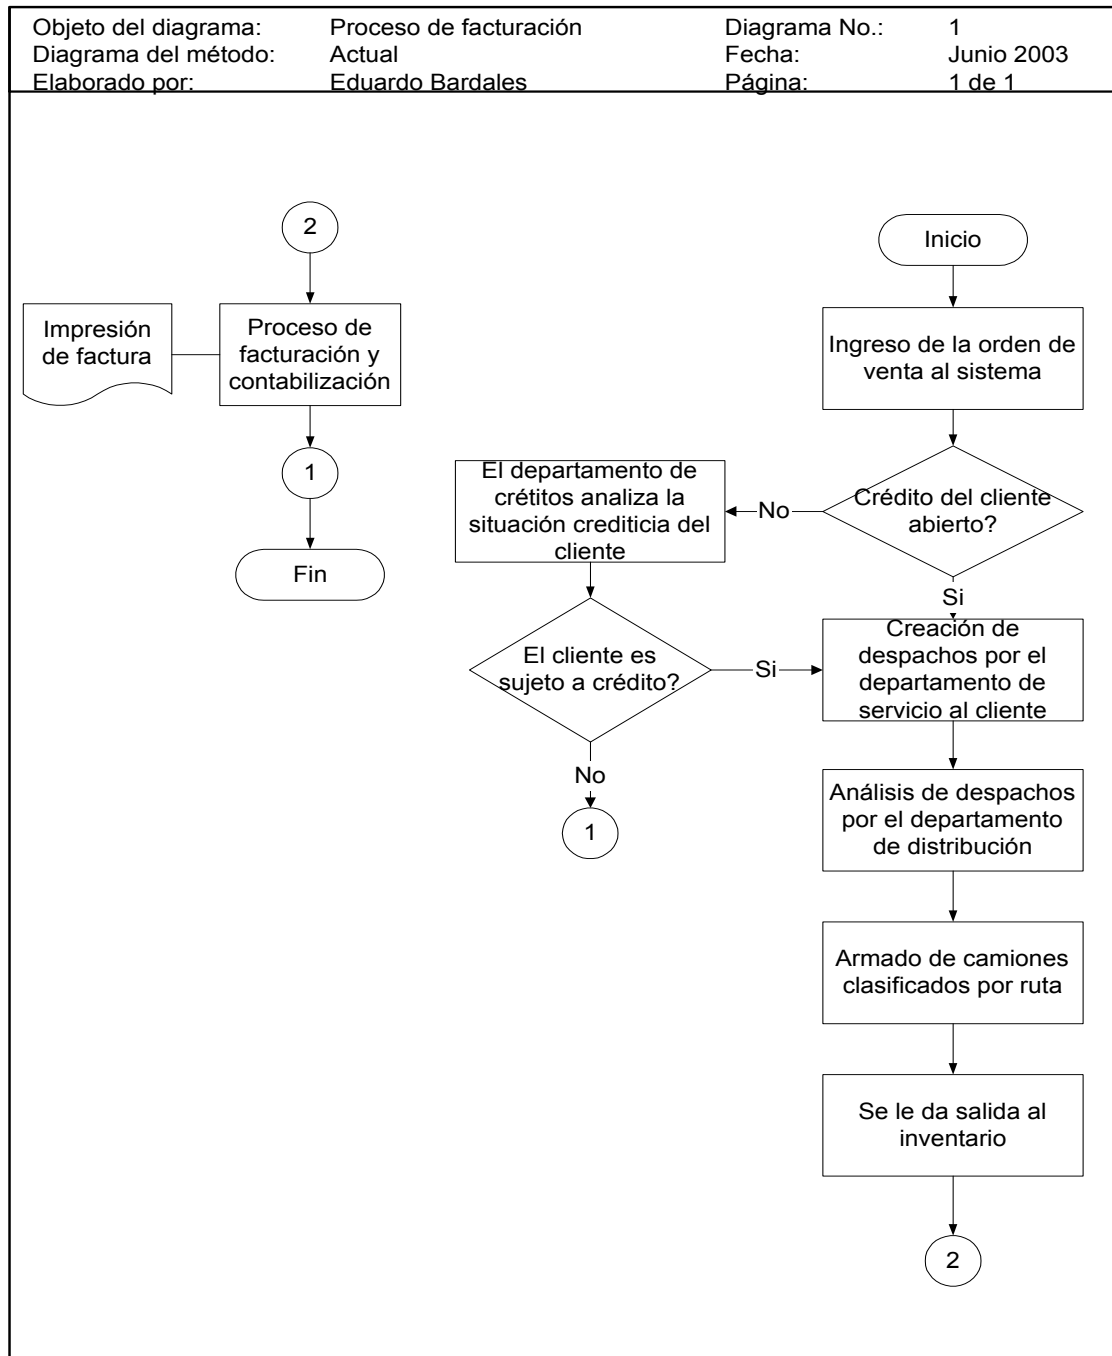 Objeto del diagrama: Proceso de facturación Diagrama No.: 1
Diagrama del método: Actual Fecha: Junio 2003
Elaborado por: Eduardo Bardales Página: 1 de 1
2
Impresión
de factura
Proceso de
facturación y
contabilización
1
Fin
Inicio
Ingreso de la orden de
venta al sistema
Crédito del cliente
abierto?
No
Si
El departamento de
crétitos analiza la
situación crediticia del
cliente
El cliente es
sujeto a crédito?
Si
No
1
Creación de
despachos por el
departamento de
servicio al cliente
Análisis de despachos
por el departamento
de distribución
Armado de camiones
clasificados por ruta
Se le da salida al
inventario
2